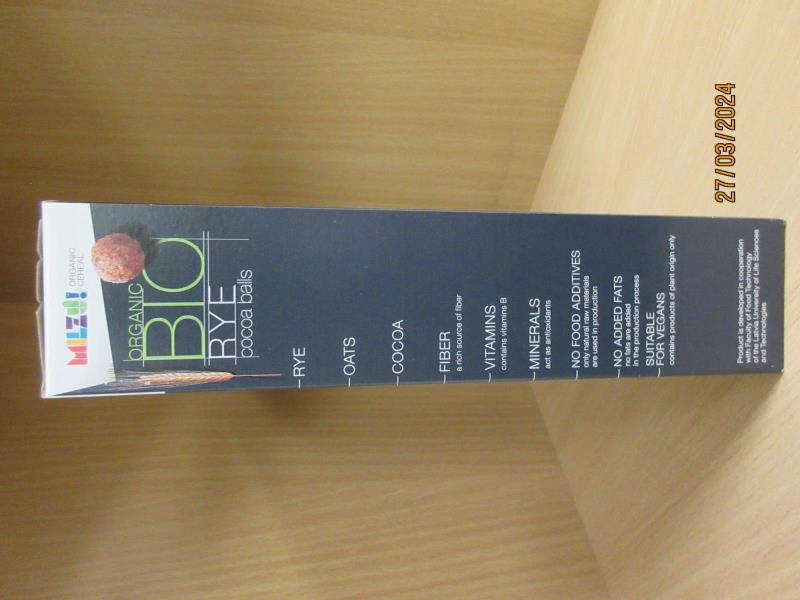 MILZU!
ORGANIC
CEREAL
ORGANIC
BIO
RYE
cocoa balls
RYE
OATS
COCOA
FIBER
a rich source of fiber
VITAMINS
contains vitamins B
MINERALS
act as antioxidants
NO FOOD ADDITIVES
only natural raw materials
are used in production
NO ADDED FATS
no fats are added
in the production process
SUITABLE
FOR VEGANS
contains products of plant origin only
Product is developed in cooperation
with Faculty of Food Technology
of the Latvia University of Life Sciences
and Technologies
27/03/2024